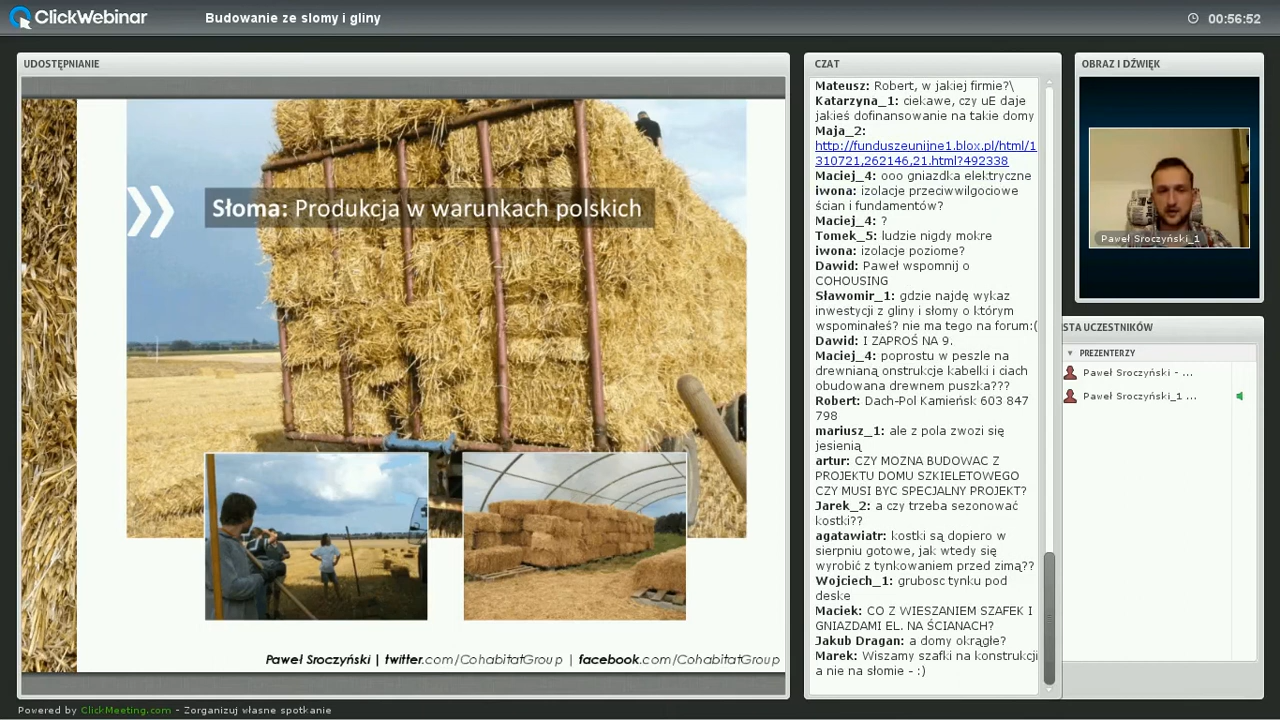 ClickWebinar
Budowanie ze slomy i gliny
00:56:52
UDOSTĘPNIANIE
Słoma: Produkcja w warunkach polskich
Paweł Sroczyński | twitter.com/CohabitatGroup | facebook.com/CohabitatGroup
CZAT
Mateusz: Robert, w jakiej firmie?\
Katarzyna_1: ciekawe, czy uE daje
jakieś dofinansowanie na takie domy
Maja_2:
http://funduszeunijne1.blox.pl/html/1
310721,262146,21.html?492338
Maciej_4: ooo gniazdka elektryczne
iwona: izolacje przeciwwilgociowe
ścian i fundamentów?
Maciej_4: ?
Tomek_5: ludzie nigdy mokre
iwona: izolacje poziome?
Dawid: Paweł wspomnij o
COHOUSING
Sławomir_1: gdzie najdę wykaz
inwestycji z gliny i słomy o którym
wspominałeś? nie ma tego na forum:(
Dawid: I ZAPROŚ NA 9.
Maciej_4: poprostu w peszle na
drewnianą onstrukcje kabelki i ciach
obudowana drewnem puszka???
Robert: Dach-Pol Kamieńsk 603 847
798
mariusz_1: ale z pola zwozi się
jesienią
artur: CZY MOZNA BUDOWAC Z
PROJEKTU DOMU SZKIELETOWEGO
CZY MUSI BYC SPECJALNY PROJEKT?
Jarek_2: a czy trzeba sezonować
kostki??
agatawiatr: kostki są dopiero w
sierpniu gotowe, jak wtedy się
wyrobić z tynkowaniem przed zimą??
Wojciech_1: grubosc tynku pod
deske
Maciek: CO Z WIESZANIEM SZAFEK I
GNIAZDAMI EL. NA ŚCIANACH?
Jakub Dragan: a domy okrągłe?
Marek: Wiszamy szafki na konstrukcji
a nie na słomie - :)
OBRAZ I DŹWIĘK
Paweł Sroczyński_1
STA UCZESTNIKÓW
PREZENTERZY
Paweł Sroczyński - ...
Paweł Sroczyński_1 ...
Powered by ClickMeeting.com - Zorganizuj własne spotkanie